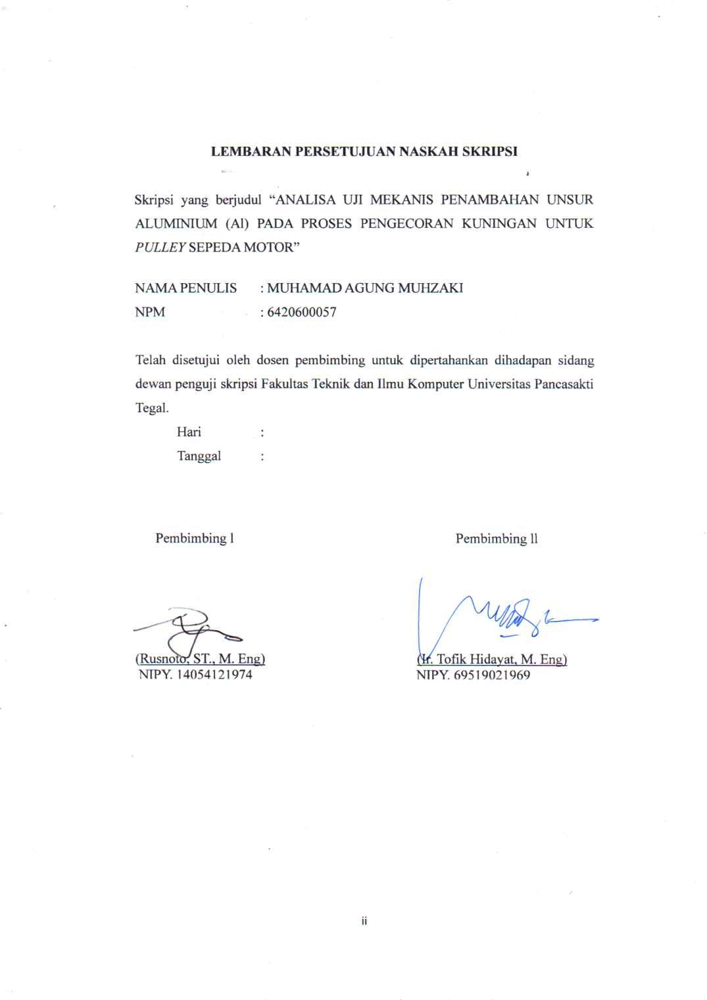 LEMBARAN PERSETUJUAN NASKAH SKRIPSI
Skripsi yang berjudul “ANALISA UJI MEKANIS PENAMBAHAN UNSUR
ALUMINIUM (Al) PADA PROSES PENGECORAN KUNINGAN UNTUK
PULLEY SEPEDA MOTOR”
NAMA PENULIS : MUHAMAD AGUNG MUHZAKI
NPM : 6420600057
Telah disetujui oleh dosen pembimbing untuk dipertahankan dihadapan sidang
dewan penguji skripsi Fakultas Teknik dan Ilmu Komputer Universitas Pancasakti
Tegal.
Hari :
Tanggal :
Pembimbing l Pembimbing ll
(Rusnoto, ST., M. Eng) (Ir. Tofik Hidayat, M. Eng)
NIPY. 14054121974 NIPY. 69519021969
ii